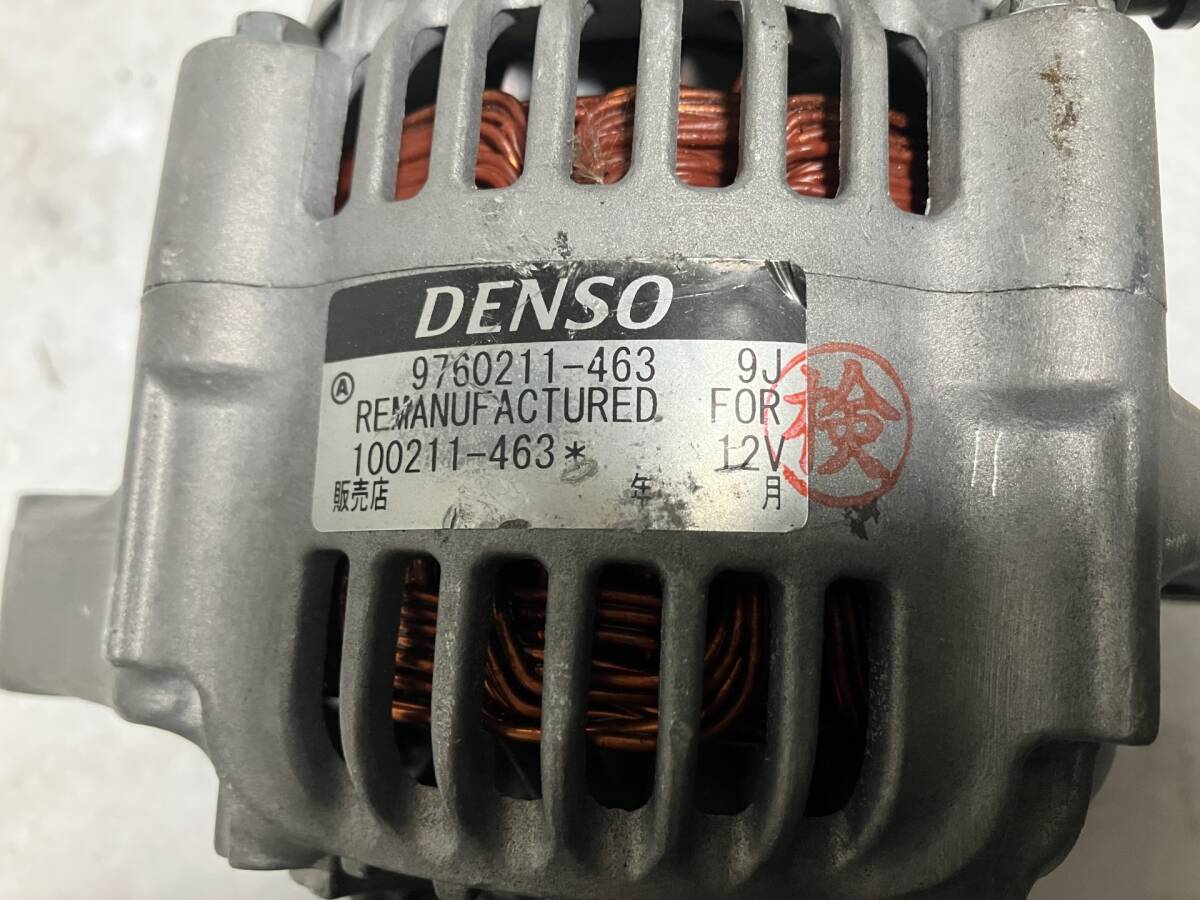 DENSO
Ⓐ 9760211-463 9J
REMANUFACTURED FOR
100211-463* 12V
販売店 年 月
検